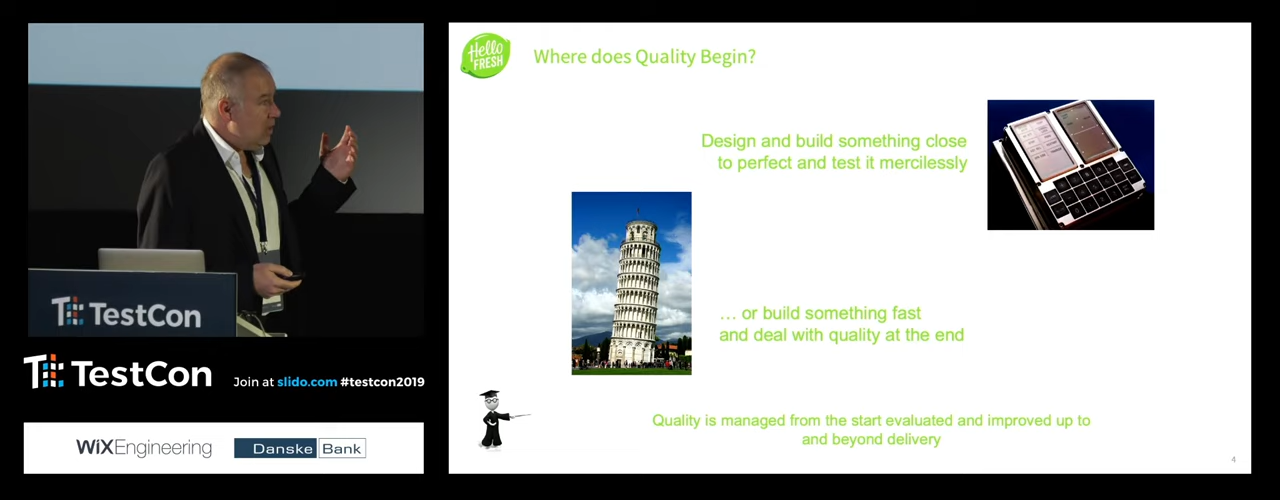 TestCon
TestCon
Join at slido.com #testcon2019
WiXEngineering
Danske Bank
Hello
FRESH
Where does Quality Begin?
Design and build something close
to perfect and test it mercilessly
... or build something fast
and deal with quality at the end
Quality is managed from the start evaluated and improved up to
and beyond delivery
4